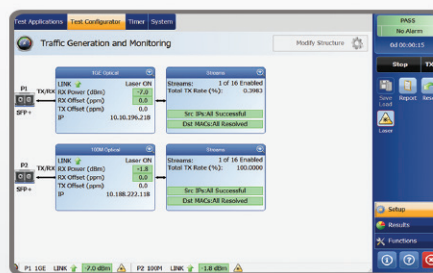 Test Applications Test Configurator Timer System
PASS
No Alarm
0d 00:00:15
Traffic Generation and Monitoring
Modify Structure
Stop TX
Save
Load
Report
Laser
1GE Optical
P1
TX/RX
SFP+
LINK Laser ON
RX Power (dBm) -7.0
RX Offset (ppm) 0.0
TX Offset (ppm) 0.0
IP 10.10.196.218
Streams
Streams: 1 of 16 Enabled
Total TX Rate (%) 0.3983
Src IPs:All Successful
Dst MACs:All Resolved
100M Optical
P2
TX/RX
SFP+
LINK Laser ON
RX Power (dBm) -1.8
RX Offset (ppm) 0.0
TX Offset (ppm) 0.0
IP 10.188.222.118
Streams
Streams: 1 of 16 Enabled
Total TX Rate (%) 100.0000
Src IPs:All Successful
Dst MACs:All Resolved
Setup
Results
Functions
P1 1GE LINK -7.0 dBm P2 100M LINK -1.8 dBm